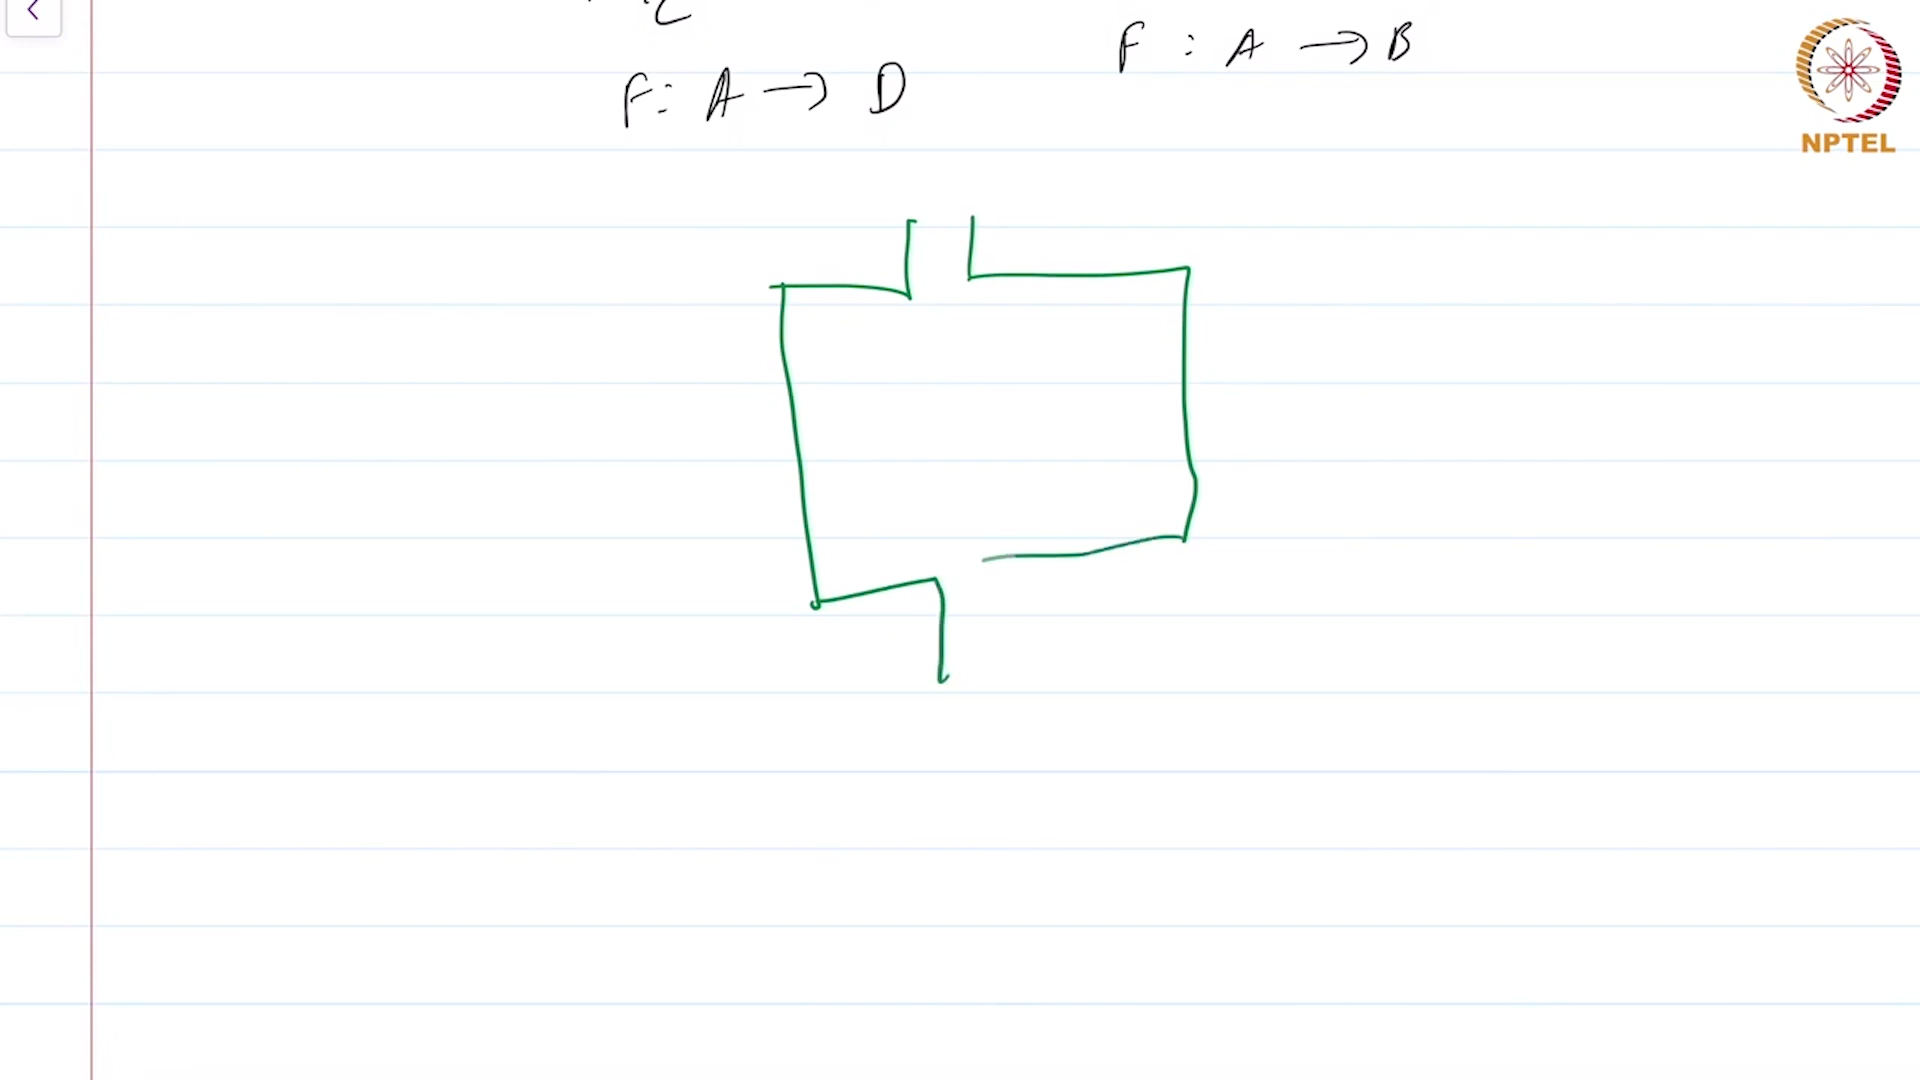 F : A → B
F : A → D
NPTEL